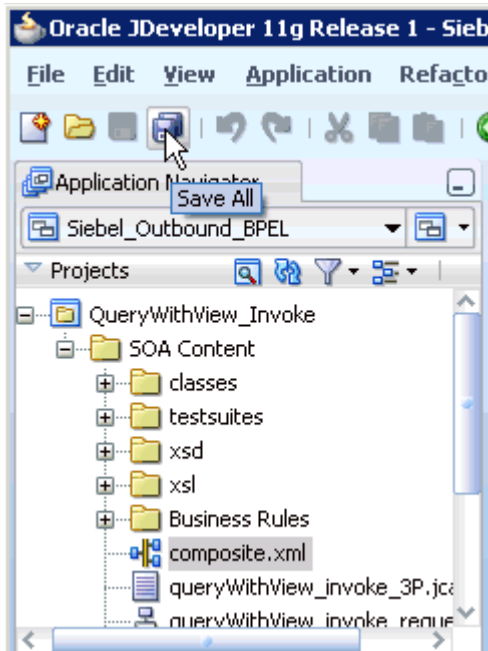 Oracle JDeveloper 11g Release 1 - Sieb
File Edit View Application Refacto
Application Navigator
Save All
Siebel_Outbound_BPEL
Projects
QueryWithView_Invoke
SOA Content
classes
testsuites
xsd
xsl
Business Rules
composite.xml
queryWithView_invoke_3P.jca
queryWithView_invoke_reque